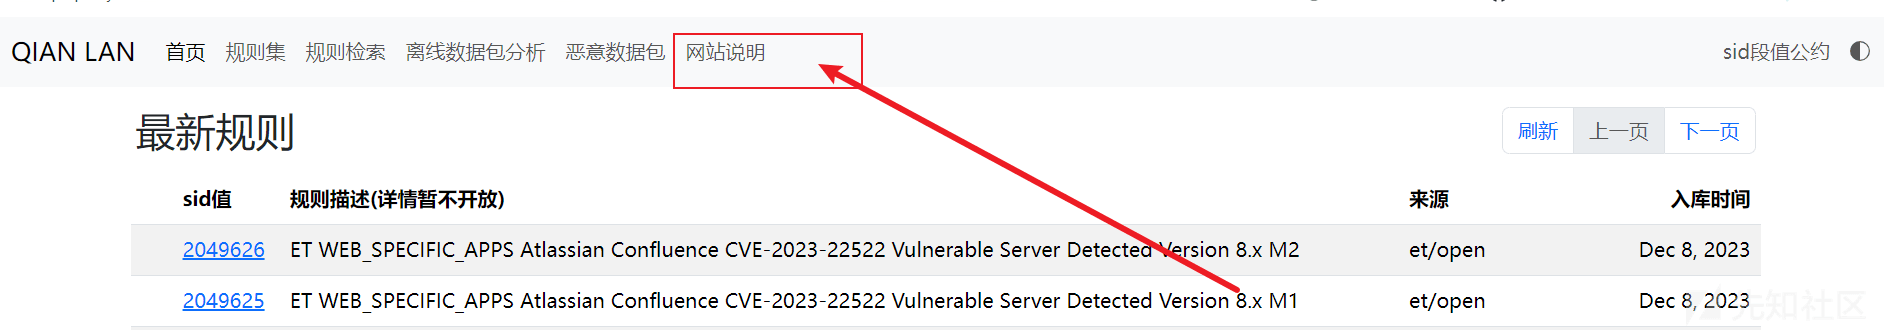 QIAN LAN 首页 规则集 规则检索 离线数据包分析 恶意数据包 网站说明 sid段值公约
最新规则 刷新 上一页 下一页
sid值 规则描述(详情暂不开放) 来源 入库时间
2049626 ET WEB_SPECIFIC_APPS Atlassian Confluence CVE-2023-22522 Vulnerable Server Detected Version 8.x M2 et/open Dec 8, 2023
2049625 ET WEB_SPECIFIC_APPS Atlassian Confluence CVE-2023-22522 Vulnerable Server Detected Version 8.x M1 et/open Dec 8, 2023
先知社区